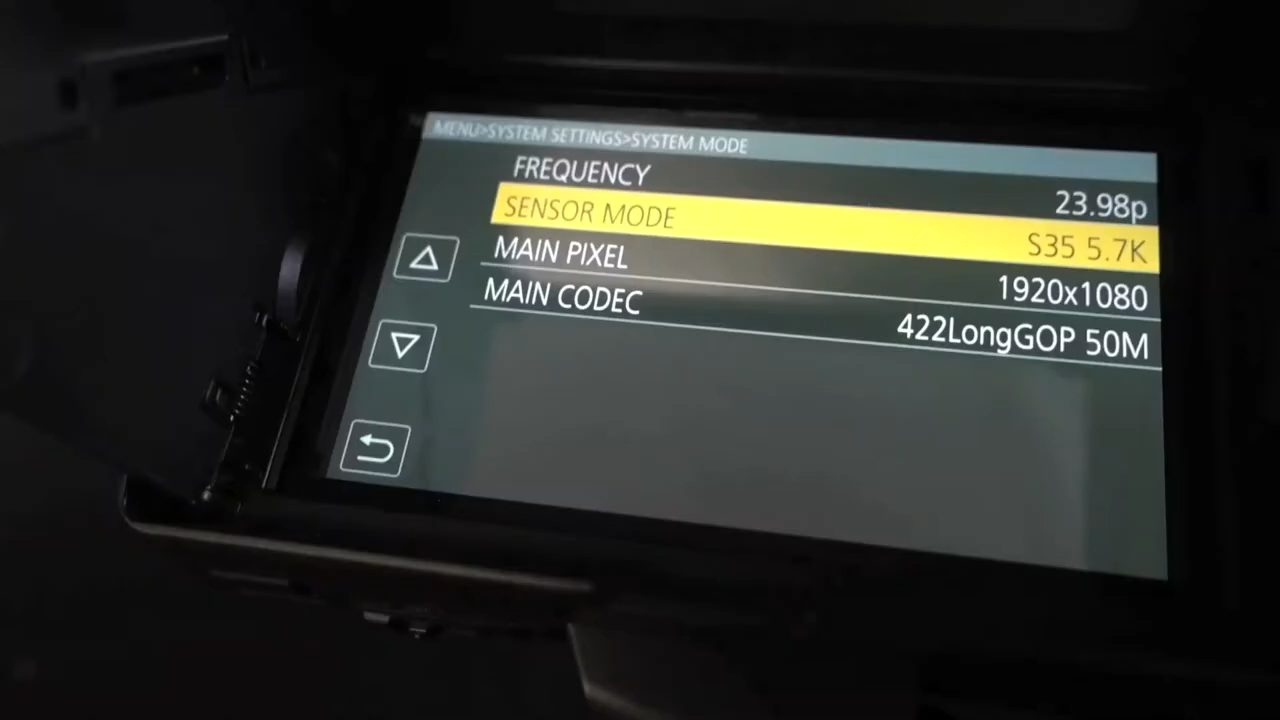 MENU>SYSTEM SETTINGS>SYSTEM MODE
FREQUENCY 23.98p
SENSOR MODE S35 5.7K
MAIN PIXEL 1920x1080
MAIN CODEC 422LongGOP 50M